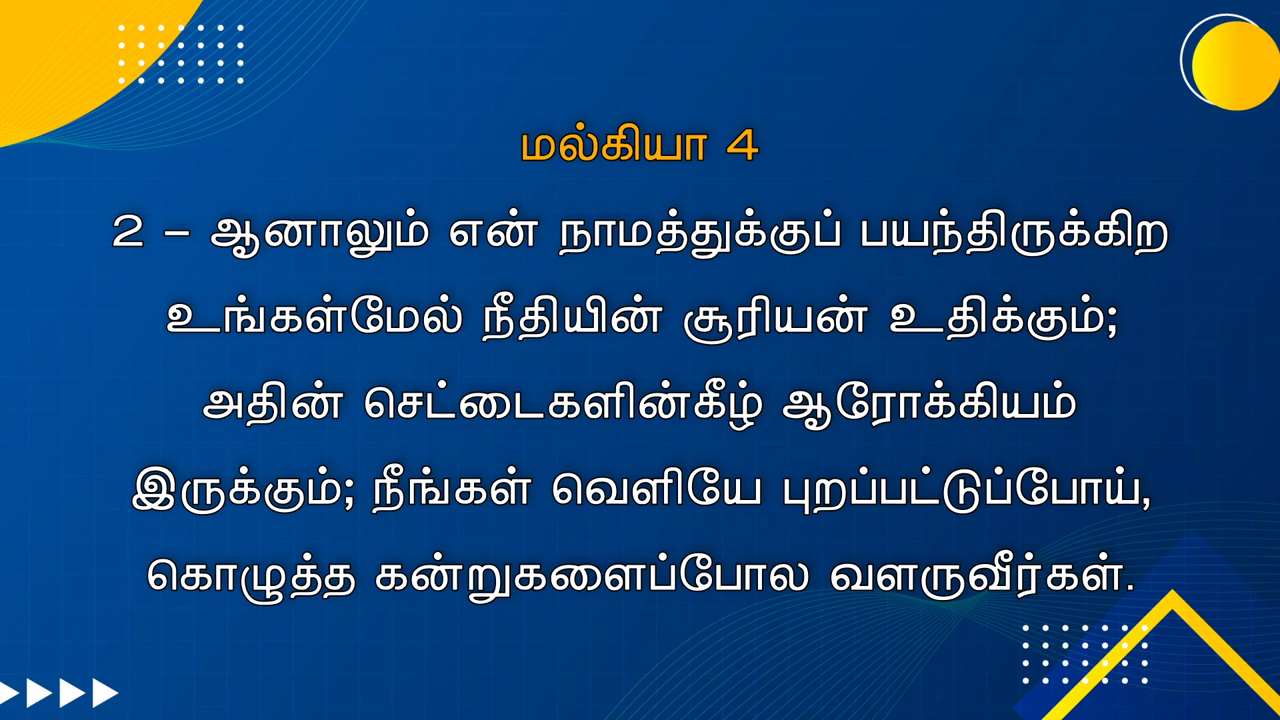 மல்கியா 4
2 – ஆனாலும் என் நாமத்துக்குப் பயந்திருக்கிற
உங்கள்மேல் நீதியின் சூரியன் உதிக்கும்;
அதின் செட்டைகளின்கீழ் ஆரோக்கியம்
இருக்கும்; நீங்கள் வெளியே புறப்பட்டுப்போய்,
கொழுத்த கன்றுகளைப்போல வளருவீர்கள்.